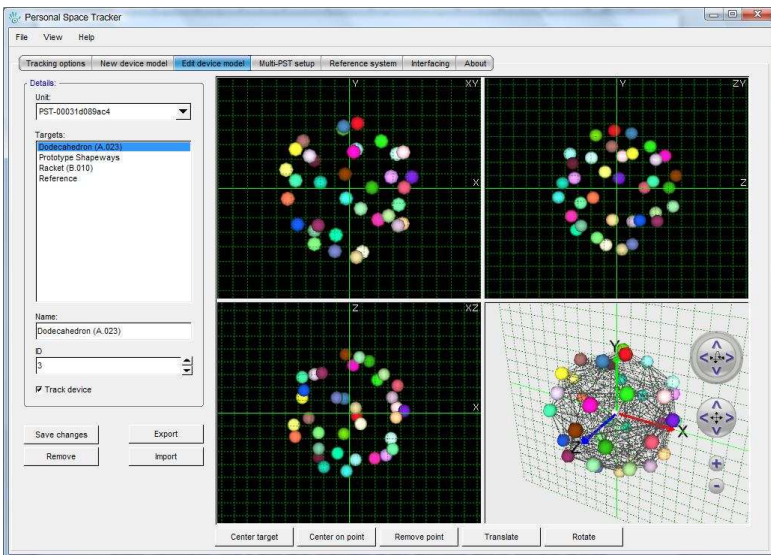 Personal Space Tracker
File View Help
Tracking options New device model Edit device model Multi-PST setup Reference system Interfacing About
Details:
Unit:
PST-00031d089ac4
Targets:
Dodecahedron (A.023)
Prototype Shapeways
Racket (B.010)
Reference
Name:
Dodecahedron (A.023)
ID
3
Track device
Save changes Export
Remove Import
Y XY
X
Y ZY
Z
Z XZ
X
Y
X
Z
Center target Center on point Remove point Translate Rotate